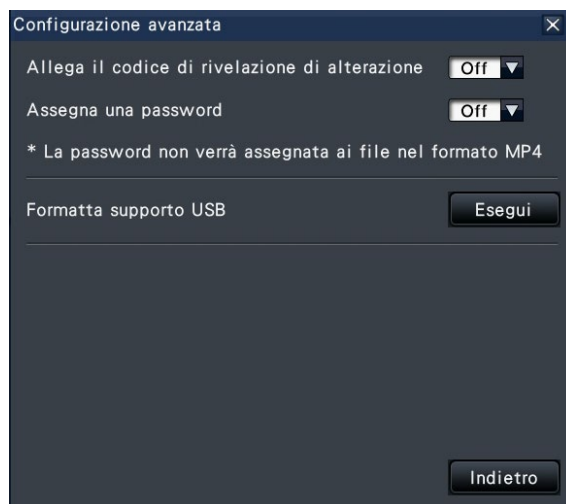 Configurazione avanzata
Allega il codice di rivelazione di alterazione Off
Assegna una password Off
* La password non verrà assegnata ai file nel formato MP4
Formatta supporto USB Esegui
Indietro